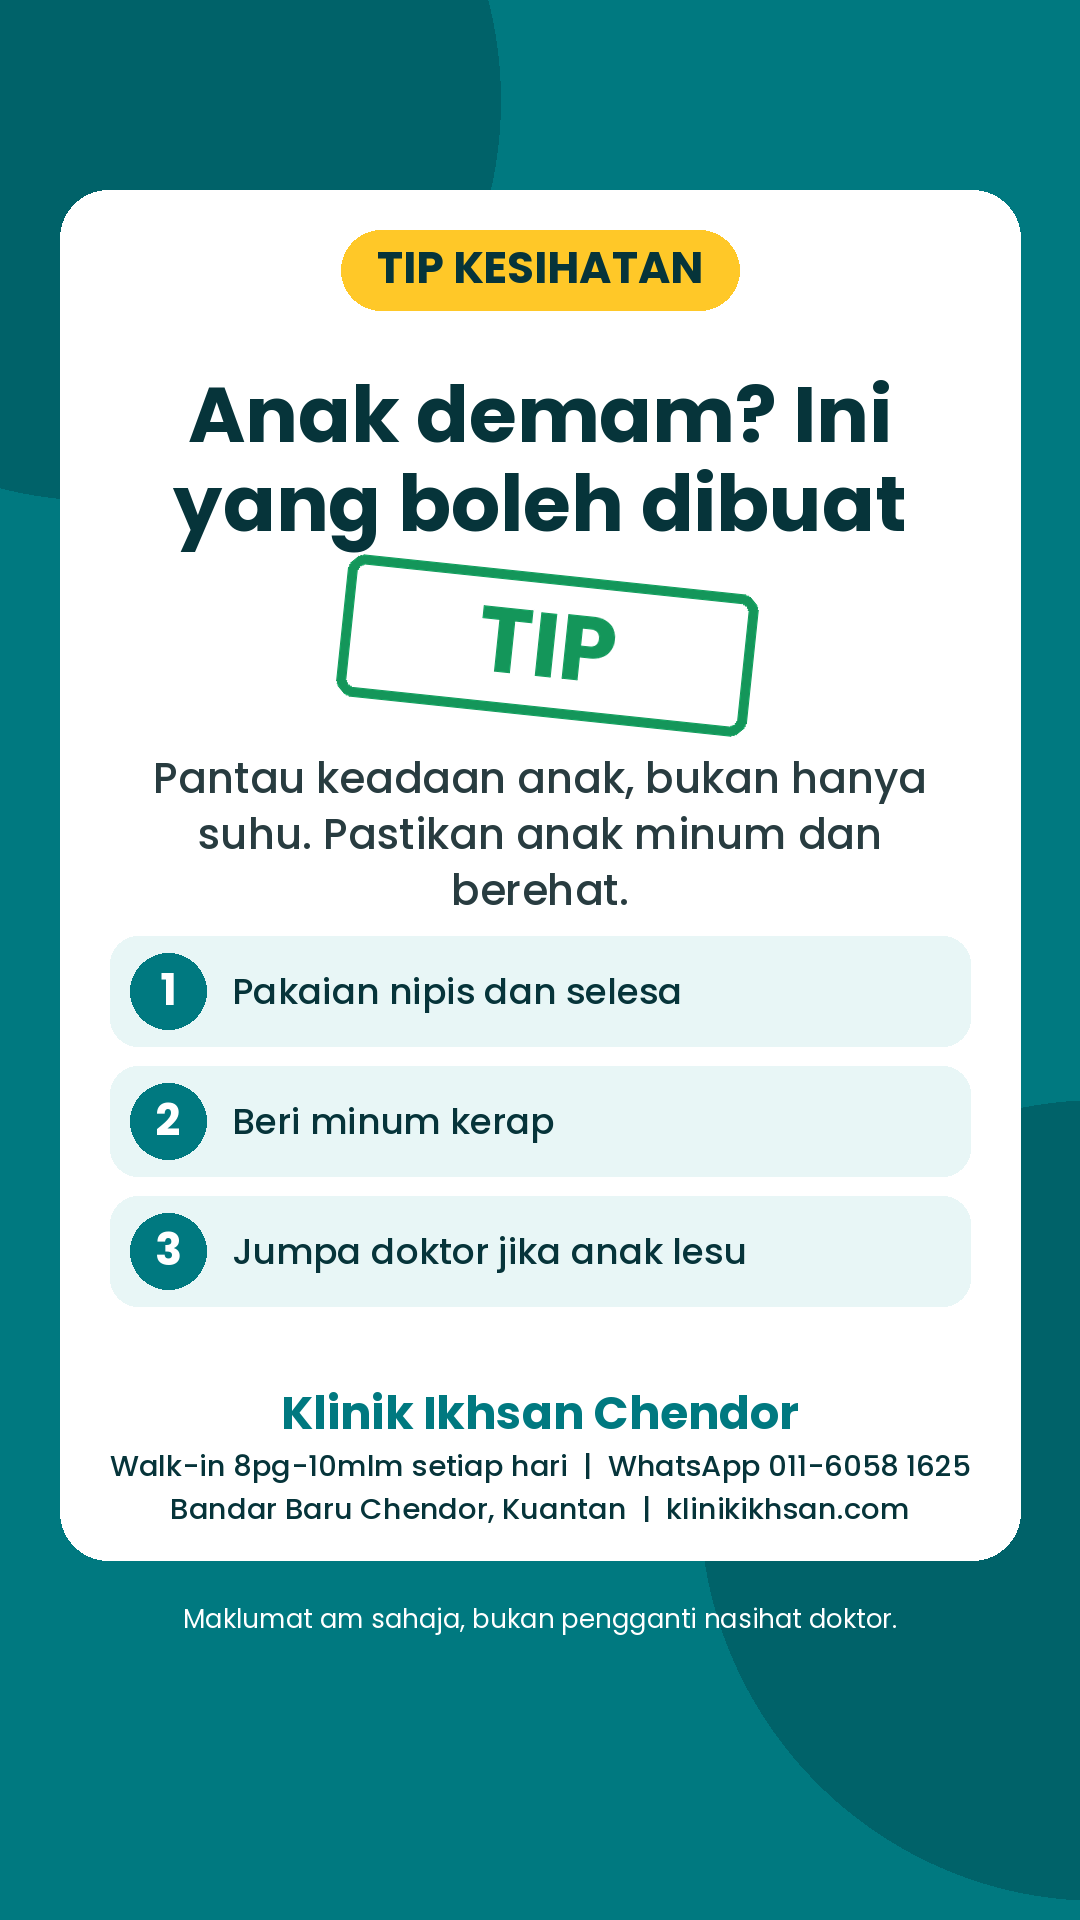 TIP KESIHATAN
Anak demam? Ini
yang boleh dibuat
TIP
Pantau keadaan anak, bukan hanya
suhu. Pastikan anak minum dan
berehat.
1 Pakaian nipis dan selesa
2 Beri minum kerap
3 Jumpa doktor jika anak lesu
Klinik Ikhsan Chendor
Walk-in 8pg-10mlm setiap hari | WhatsApp 011-6058 1625
Bandar Baru Chendor, Kuantan | klinikikhsan.com
Maklumat am sahaja, bukan pengganti nasihat doktor.